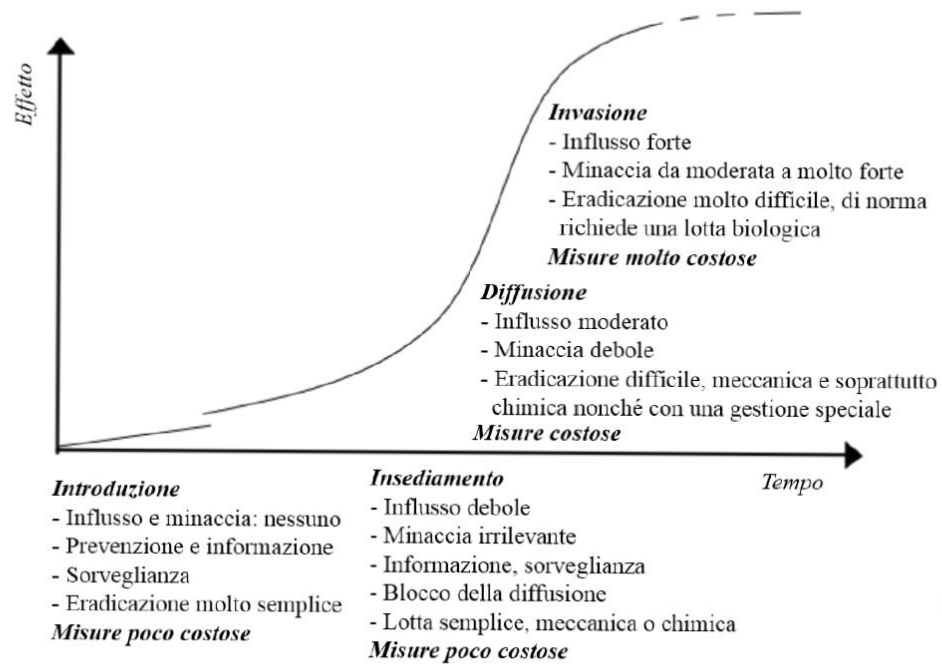 Effetto
Invasione
- Influsso forte
- Minaccia da moderata a molto forte
- Eradicazione molto difficile, di norma
richiede una lotta biologica
Misure molto costose
Diffusione
- Influsso moderato
- Minaccia debole
- Eradicazione difficile, meccanica e soprattutto
chimica nonché con una gestione speciale
Misure costose
Tempo
Introduzione
- Influsso e minaccia: nessuno
- Prevenzione e informazione
- Sorveglianza
- Eradicazione molto semplice
Misure poco costose
Insediamento
- Influsso debole
- Minaccia irrilevante
- Informazione, sorveglianza
- Blocco della diffusione
- Lotta semplice, meccanica o chimica
Misure poco costose